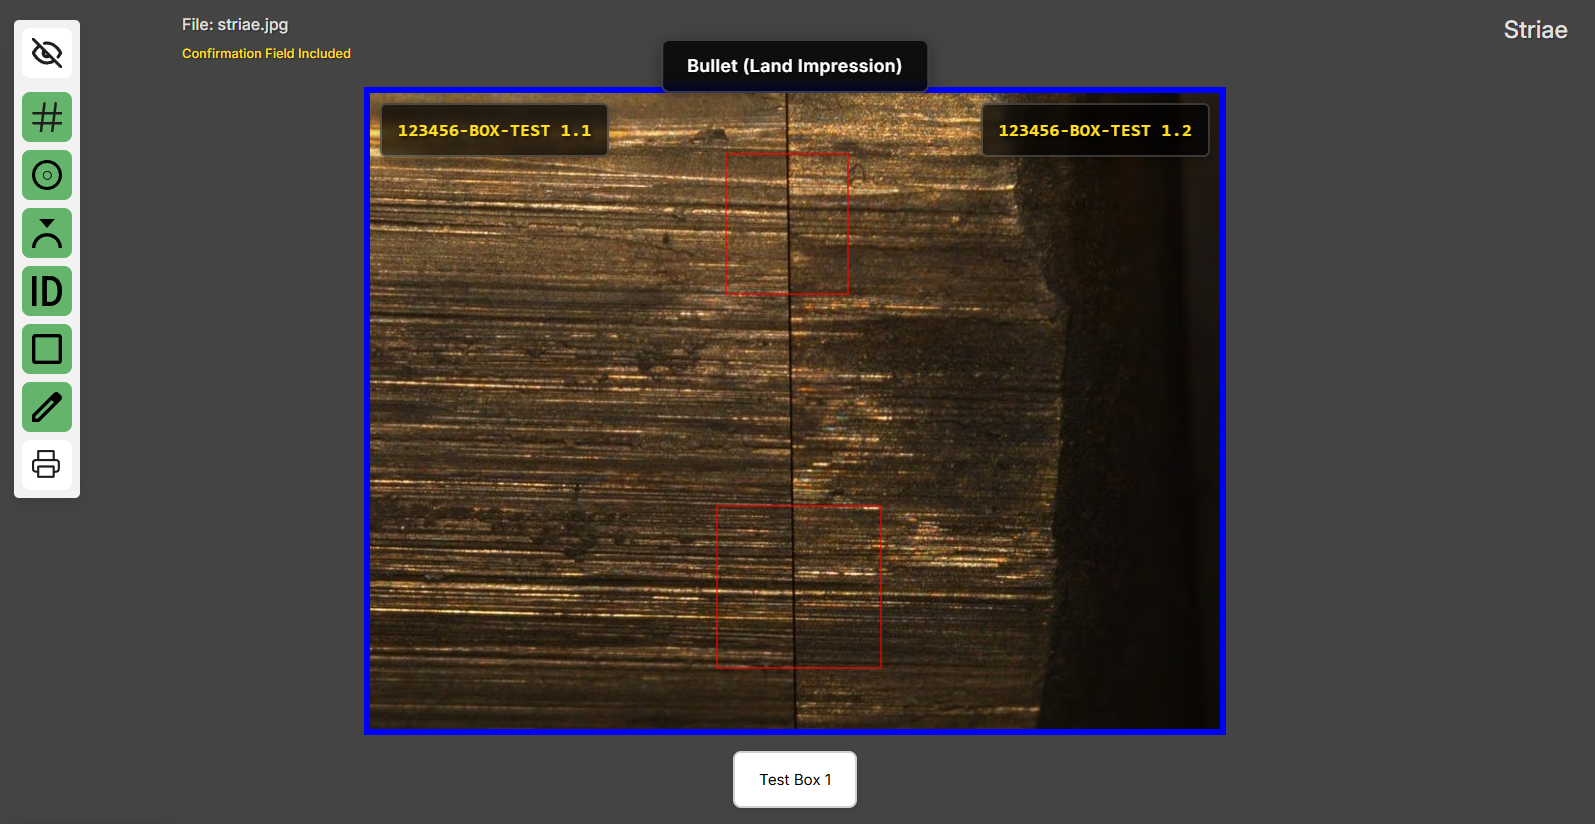 File: striae.jpg
Confirmation Field Included
Striae
Bullet (Land Impression)
123456-BOX-TEST 1.1
123456-BOX-TEST 1.2
ID
Test Box 1